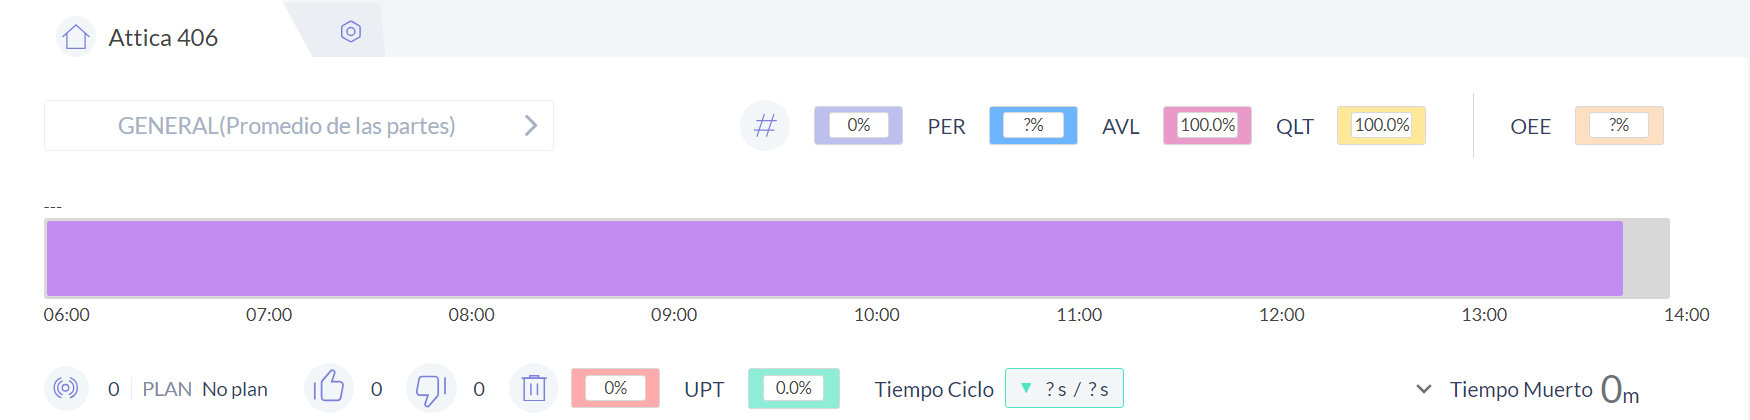 Attica 406
GENERAL(Promedio de las partes)
# 0% PER ?% AVL 100.0% QLT 100.0% OEE ?%
---
06:00 07:00 08:00 09:00 10:00 11:00 12:00 13:00 14:00
0 PLAN No plan 0 0 0% UPT 0.0% Tiempo Ciclo ▼ ?s / ?s Tiempo Muerto 0m